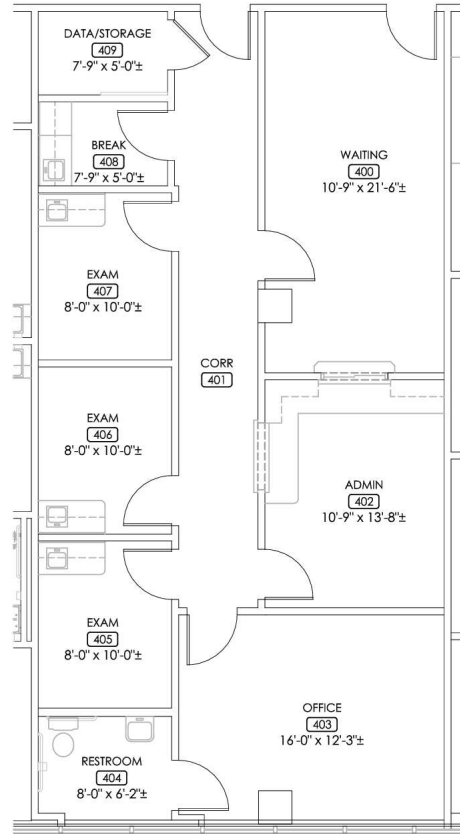 DATA/STORAGE
409
7'-9" x 5'-0"±
BREAK
408
7'-9" x 5'-0"±
WAITING
400
10'-9" x 21'-6"±
EXAM
407
8'-0" x 10'-0"±
CORR
401
EXAM
406
8'-0" x 10'-0"±
ADMIN
402
10'-9" x 13'-8"±
EXAM
405
8'-0" x 10'-0"±
OFFICE
403
16'-0" x 12'-3"±
RESTROOM
404
8'-0" x 6'-2"±